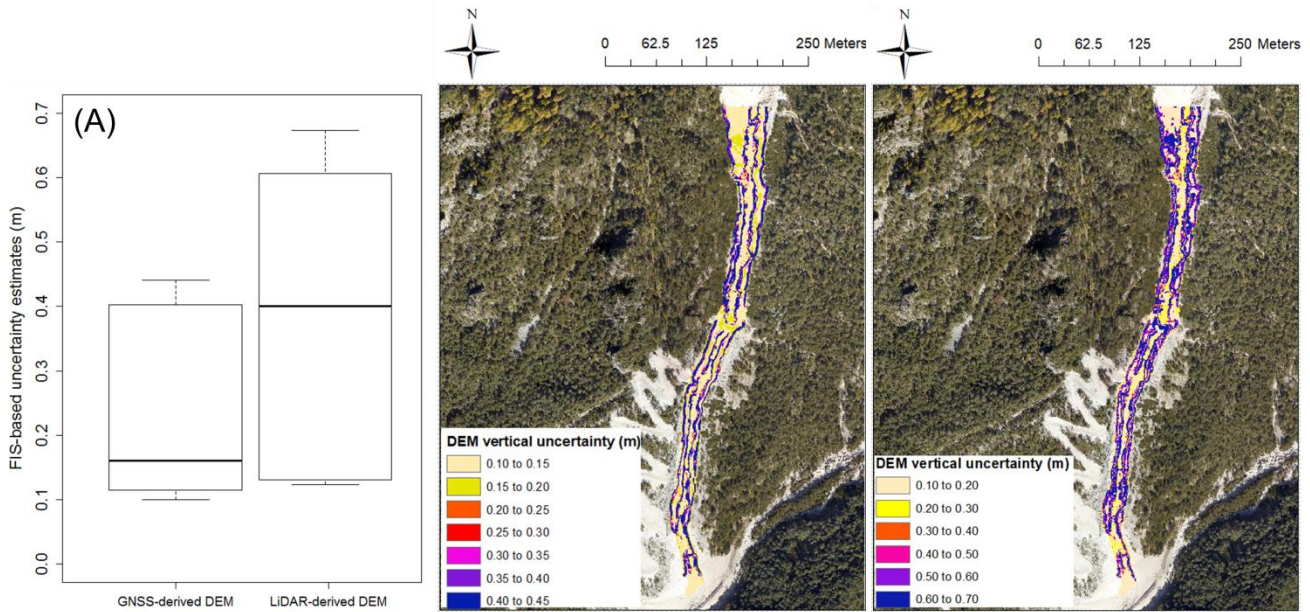 (A)
FIS-based uncertainty estimates (m)
0.7
0.6
0.5
0.4
0.3
0.2
0.1
0.0
GNSS-derived DEM LiDAR-derived DEM
N
0 62.5 125 250 Meters
DEM vertical uncertainty (m)
0.10 to 0.15
0.15 to 0.20
0.20 to 0.25
0.25 to 0.30
0.30 to 0.35
0.35 to 0.40
0.40 to 0.45
N
0 62.5 125 250 Meters
DEM vertical uncertainty (m)
0.10 to 0.20
0.20 to 0.30
0.30 to 0.40
0.40 to 0.50
0.50 to 0.60
0.60 to 0.70